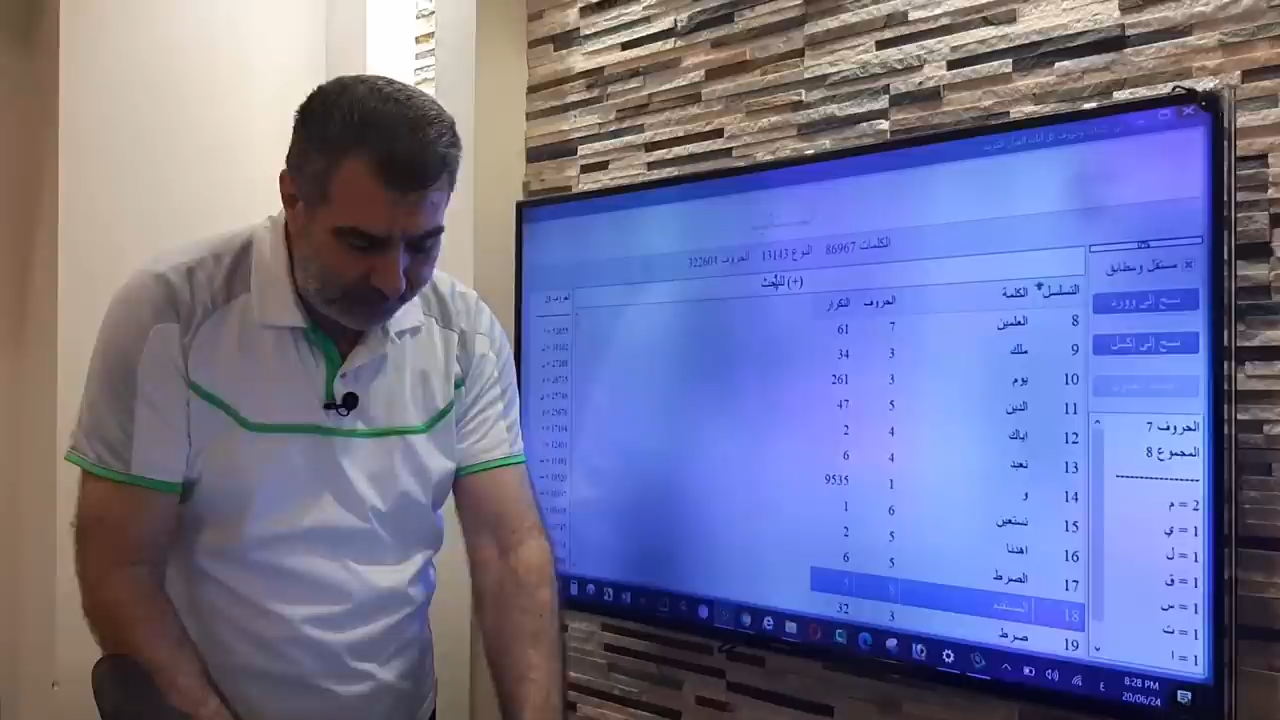 الكلمات 86967 النوع 13143 الحروف 322604
مستقل ومطابق
(+) للبحث
نسخ إلى وورد
نسخ إلى إكسل
التسلسل الكلمة الحروف التكرار
8 العلمين 7 61
9 ملك 3 34
10 يوم 3 261
11 الدين 5 47
12 اياك 4 2
13 نعبد 4 6
14 و 1 9535
15 نستعين 6 1
16 اهدنا 5 2
17 الصرط 5 6
18 المستقيم 8 5
19 صرط 3 32
الحروف 7
المجموع 8
2 = م
1 = ي
1 = ل
1 = ق
1 = س
1 = ت
1 = ا
8:28 PM
20/06/24